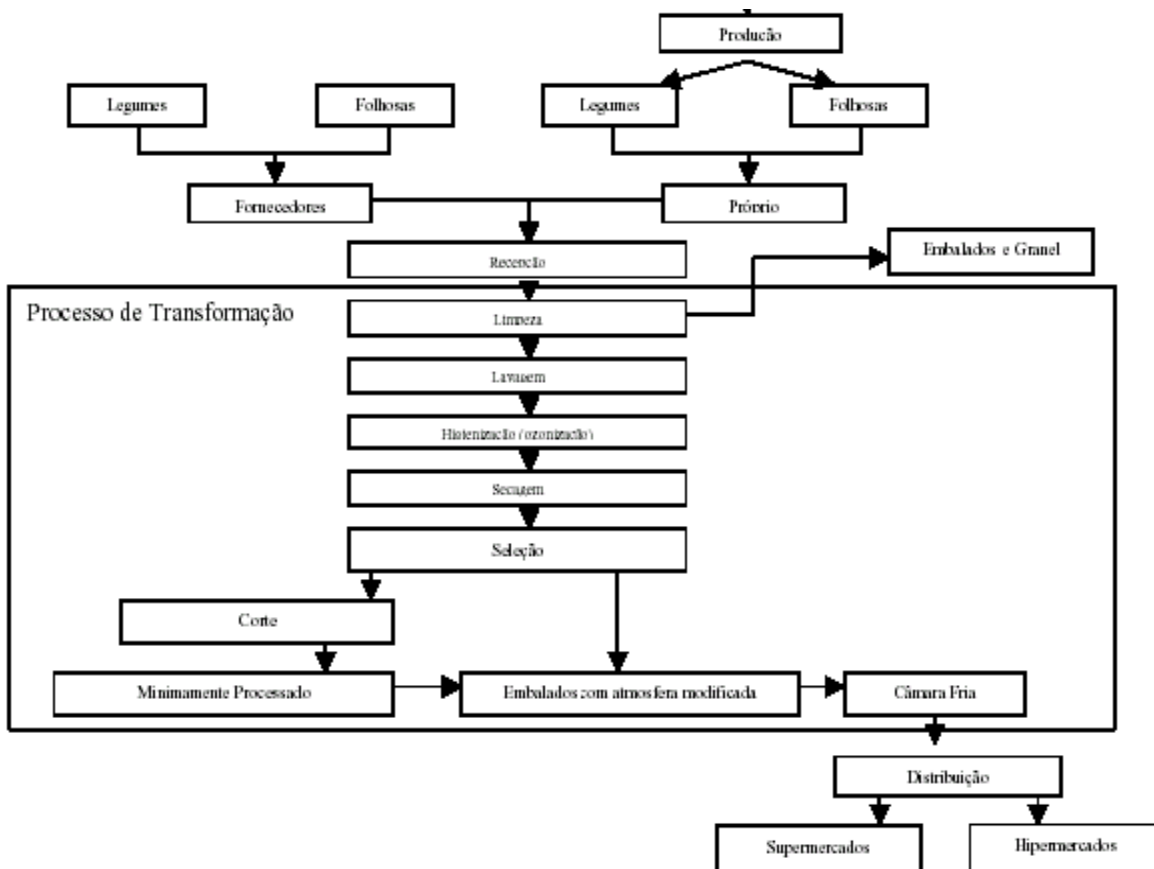 Produção
Legumes
Folhosas
Legumes
Folhosas
Fornecedores
Próprio
Embalados e Granel
Recepção
Processo de Transformação
Limpeza
Lavagem
Higienização (ozonização)
Secagem
Seleção
Corte
Minimamente Processado
Embalados com atmosfera modificada
Câmara Fria
Distribuição
Supermercados
Hipermercados